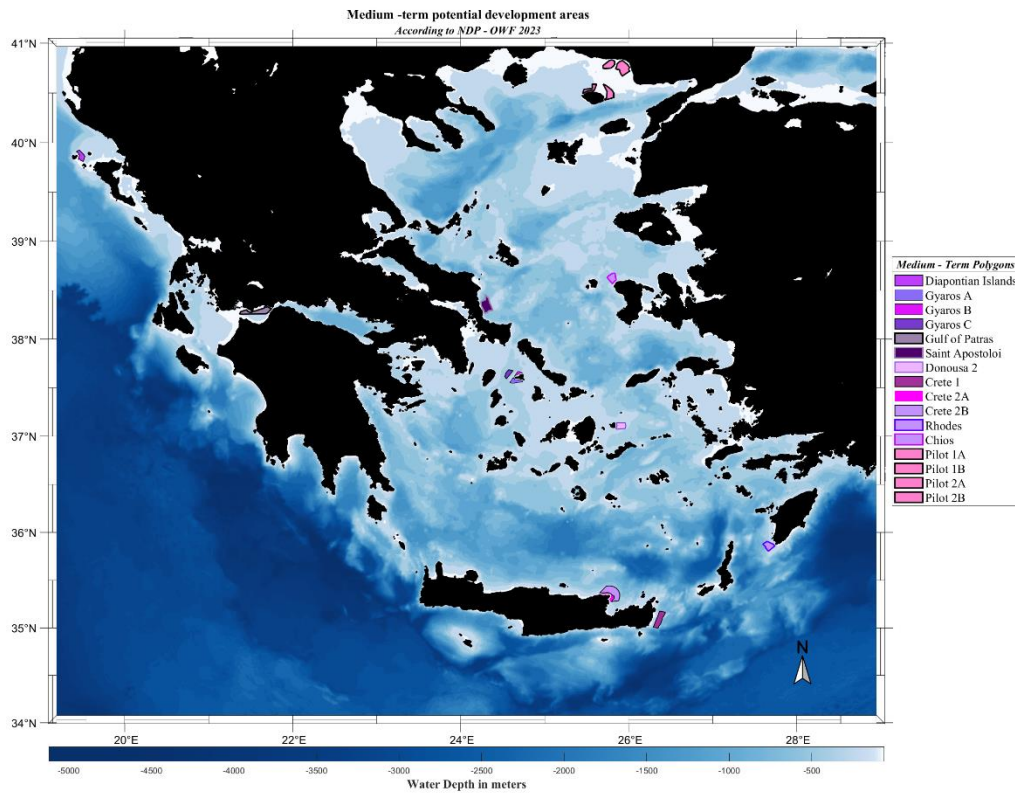 Medium -term potential development areas
According to NDP - OWF 2023
41°N
40°N
39°N
38°N
37°N
36°N
35°N
34°N
20°E
22°E
24°E
26°E
28°E
N
Medium - Term Polygons
Diapontian Islands
Gyaros A
Gyaros B
Gyaros C
Gulf of Patras
Saint Apostoloi
Donousa 2
Crete 1
Crete 2A
Crete 2B
Rhodes
Chios
Pilot 1A
Pilot 1B
Pilot 2A
Pilot 2B
-5000 -4500 -4000 -3500 -3000 -2500 -2000 -1500 -1000 -500
Water Depth in meters